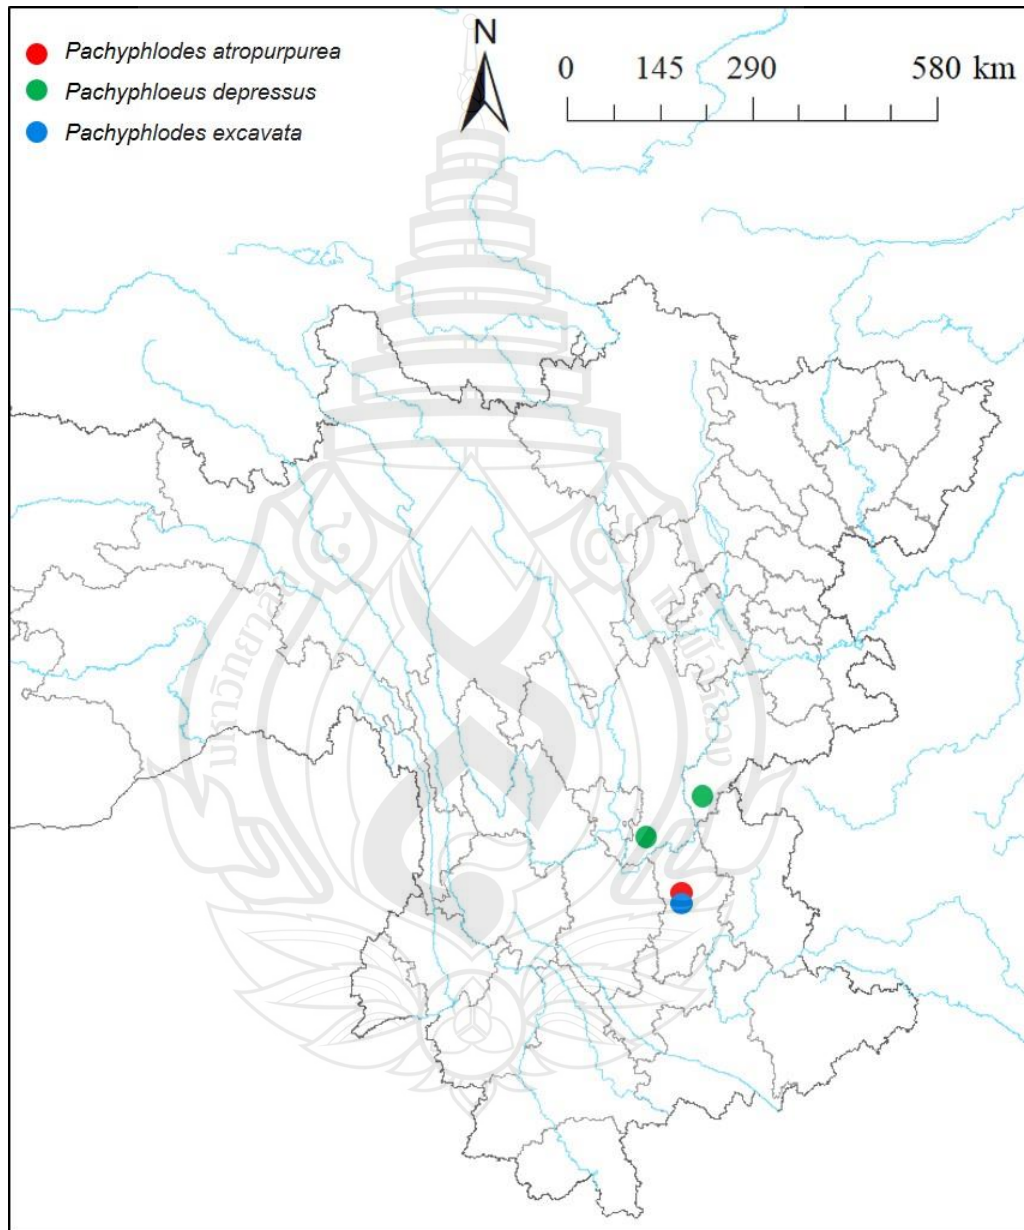 N
Pachyphlodes atropurpurea
Pachyphloeus depressus
Pachyphlodes excavata
0 145 290 580 km